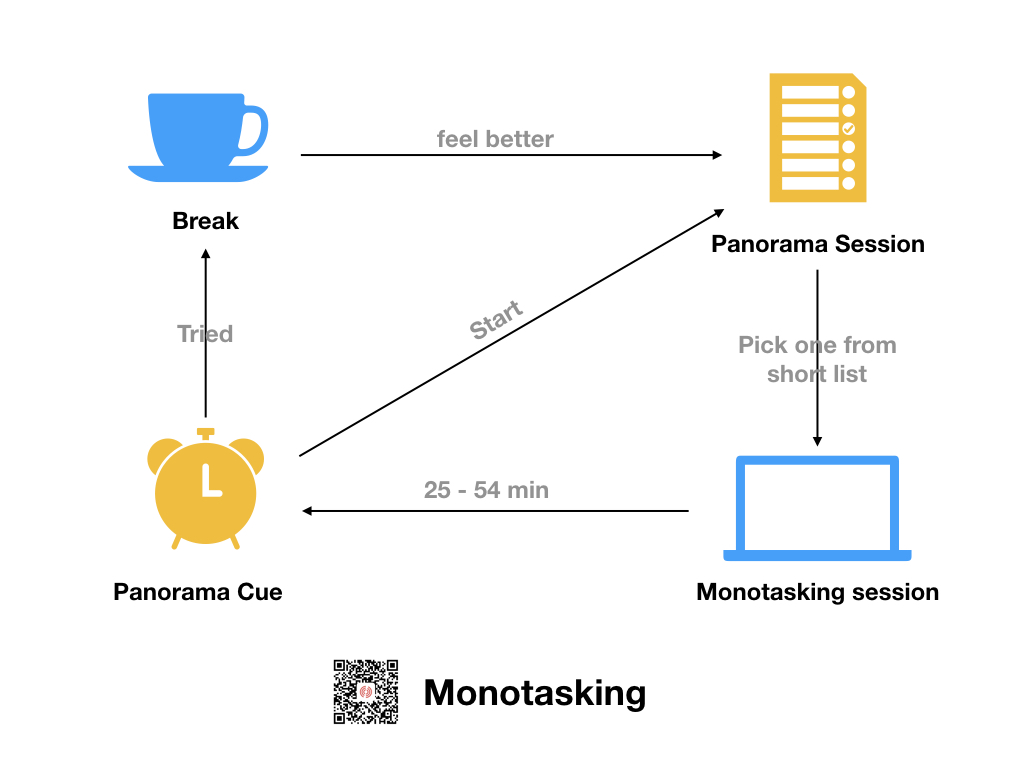 feel better
Break
Panorama Session
Tried
Start
Pick one from
short list
25 - 54 min
Panorama Cue
Monotasking session
Monotasking